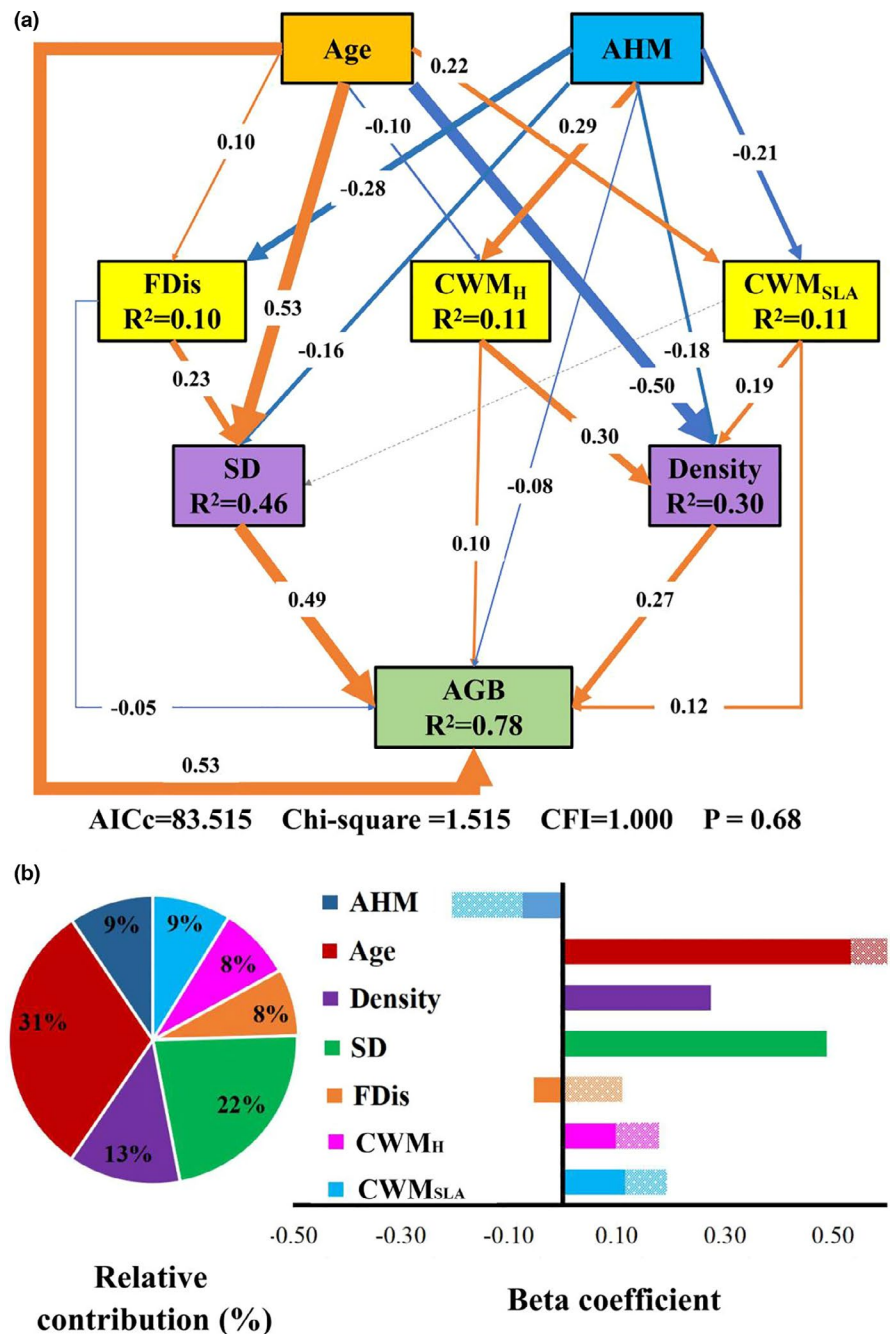 (a)
Age
AHM
0.22
0.10
-0.10
0.29
-0.21
-0.28
FDis
R²=0.10
CWMH
R²=0.11
CWMSLA
R²=0.11
0.53
-0.16
-0.18
0.23
-0.50
0.19
0.30
SD
R²=0.46
Density
R²=0.30
-0.08
0.10
0.49
0.27
AGB
R²=0.78
-0.05
0.12
0.53
AICc=83.515 Chi-square =1.515 CFI=1.000 P = 0.68
(b)
9%
9%
8%
8%
31%
22%
13%
AHM
Age
Density
SD
FDis
CWMH
CWMSLA
-0.50 -0.30 -0.10 0.10 0.30 0.50
Relative
contribution (%)
Beta coefficient